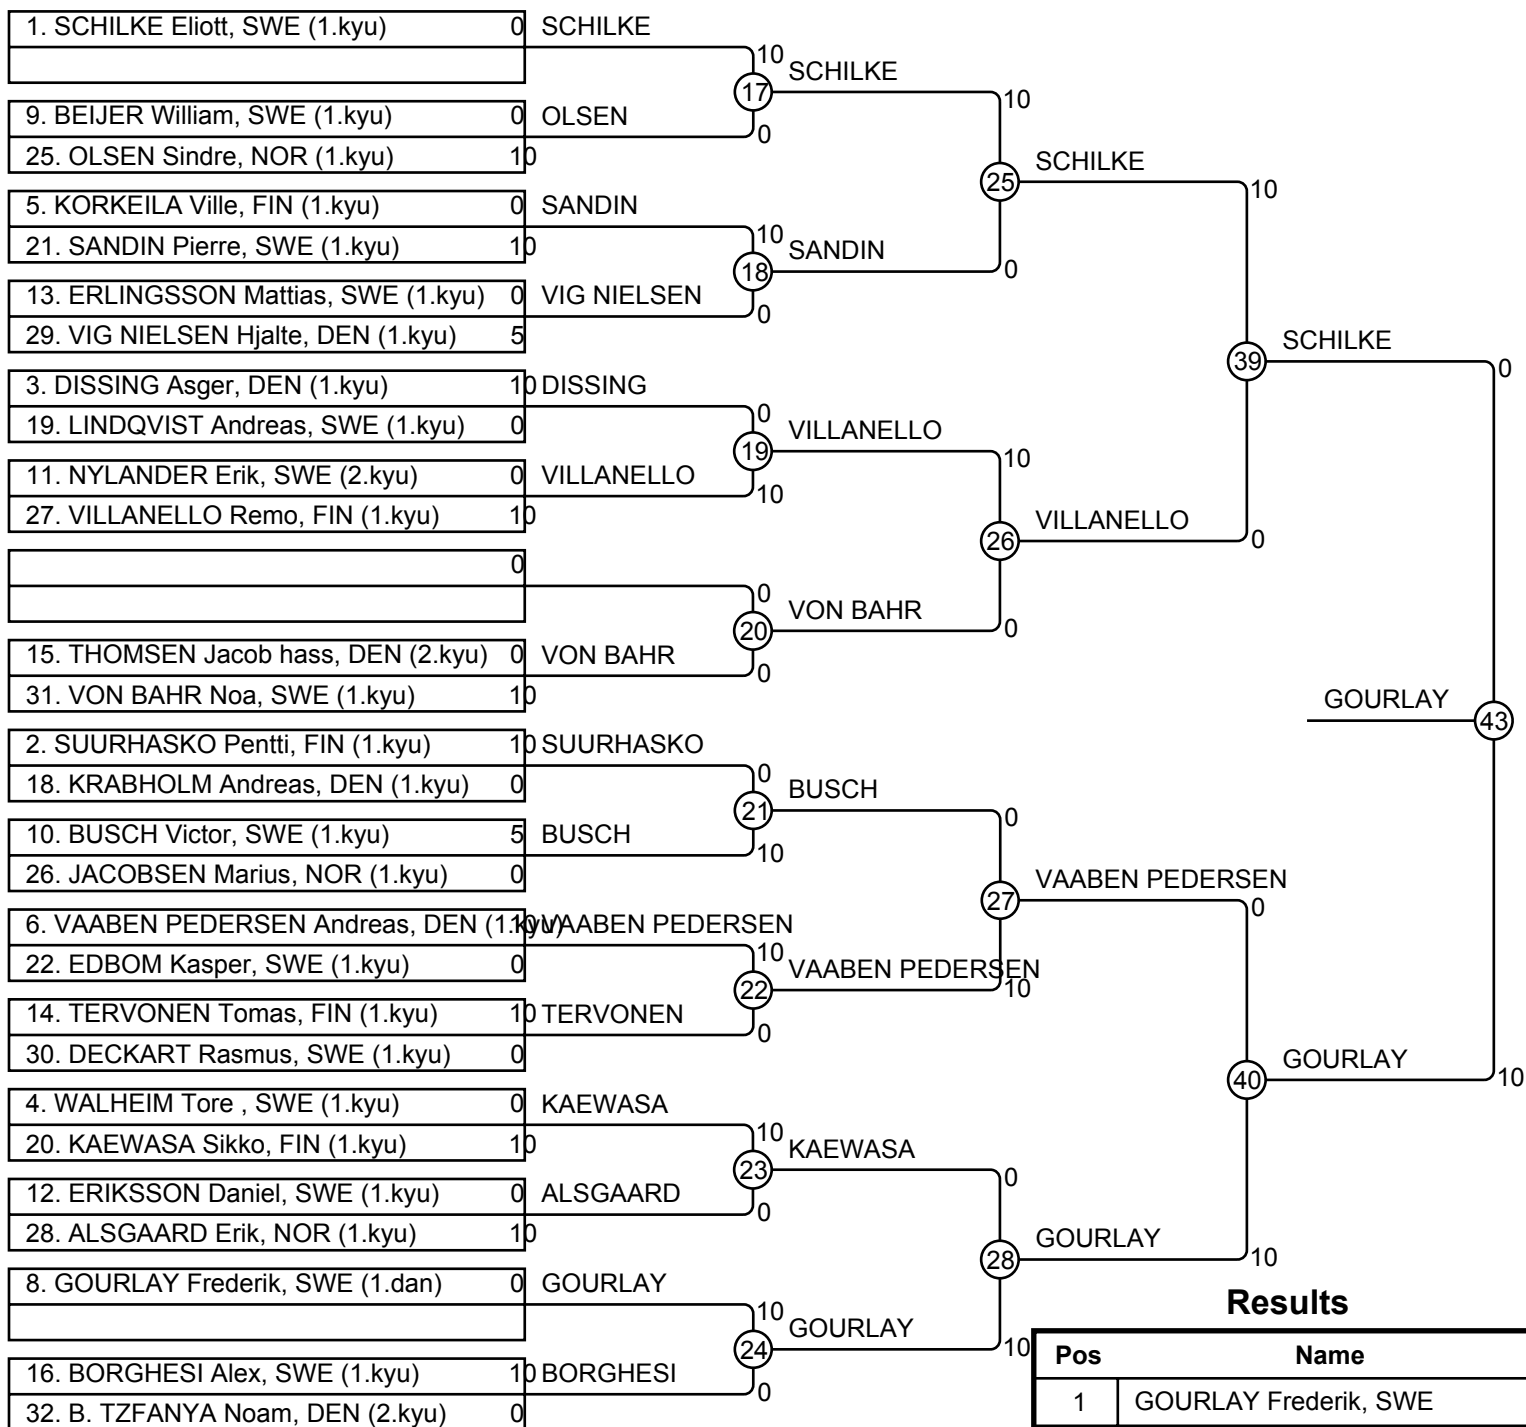 1. SCHILKE Eliott, SWE (1.kyu) 0 SCHILKE
10
SCHILKE
17
10
9. BEIJER William, SWE (1.kyu) 0 OLSEN
0
25. OLSEN Sindre, NOR (1.kyu) 10
SCHILKE
25
10
5. KORKEILA Ville, FIN (1.kyu) 0 SANDIN
10
21. SANDIN Pierre, SWE (1.kyu) 10
SANDIN
18
0
13. ERLINGSSON Mattias, SWE (1.kyu) 0 VIG NIELSEN
0
29. VIG NIELSEN Hjalte, DEN (1.kyu) 5
SCHILKE
39
0
3. DISSING Asger, DEN (1.kyu) 10 DISSING
0
19. LINDQVIST Andreas, SWE (1.kyu) 0
VILLANELLO
19
10
11. NYLANDER Erik, SWE (2.kyu) 0 VILLANELLO
10
27. VILLANELLO Remo, FIN (1.kyu) 10
VILLANELLO
26
0
0
0
VON BAHR
20
0
15. THOMSEN Jacob hass, DEN (2.kyu) 0 VON BAHR
0
31. VON BAHR Noa, SWE (1.kyu) 10
GOURLAY
43
2. SUURHASKO Pentti, FIN (1.kyu) 10 SUURHASKO
0
18. KRABHOLM Andreas, DEN (1.kyu) 0
BUSCH
21
0
10. BUSCH Victor, SWE (1.kyu) 5 BUSCH
10
26. JACOBSEN Marius, NOR (1.kyu) 0
VAABEN PEDERSEN
27
0
6. VAABEN PEDERSEN Andreas, DEN (1.kyu) 10 VAABEN PEDERSEN
10
22. EDBOM Kasper, SWE (1.kyu) 0
VAABEN PEDERSEN
22
10
14. TERVONEN Tomas, FIN (1.kyu) 10 TERVONEN
0
30. DECKART Rasmus, SWE (1.kyu) 0
GOURLAY
40
10
4. WALHEIM Tore , SWE (1.kyu) 0 KAEWASA
10
20. KAEWASA Sikko, FIN (1.kyu) 10
KAEWASA
23
0
12. ERIKSSON Daniel, SWE (1.kyu) 0 ALSGAARD
0
28. ALSGAARD Erik, NOR (1.kyu) 10
GOURLAY
28
10
8. GOURLAY Frederik, SWE (1.dan) 0 GOURLAY
10
GOURLAY
24
10
16. BORGHESI Alex, SWE (1.kyu) 10 BORGHESI
0
32. B. TZFANYA Noam, DEN (2.kyu) 0
Results
Pos Name
1 GOURLAY Frederik, SWE